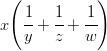 x(1/y + 1/z + 1/w)